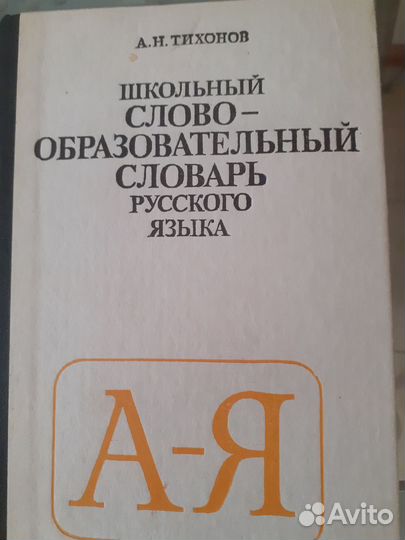 А.Н.ТИХОНОВ
ШКОЛЬНЫЙ
СЛОВО-
ОБРАЗОВАТЕЛЬНЫЙ
СЛОВАРЬ
РУССКОГО
ЯЗЫКА
А-Я
Avito